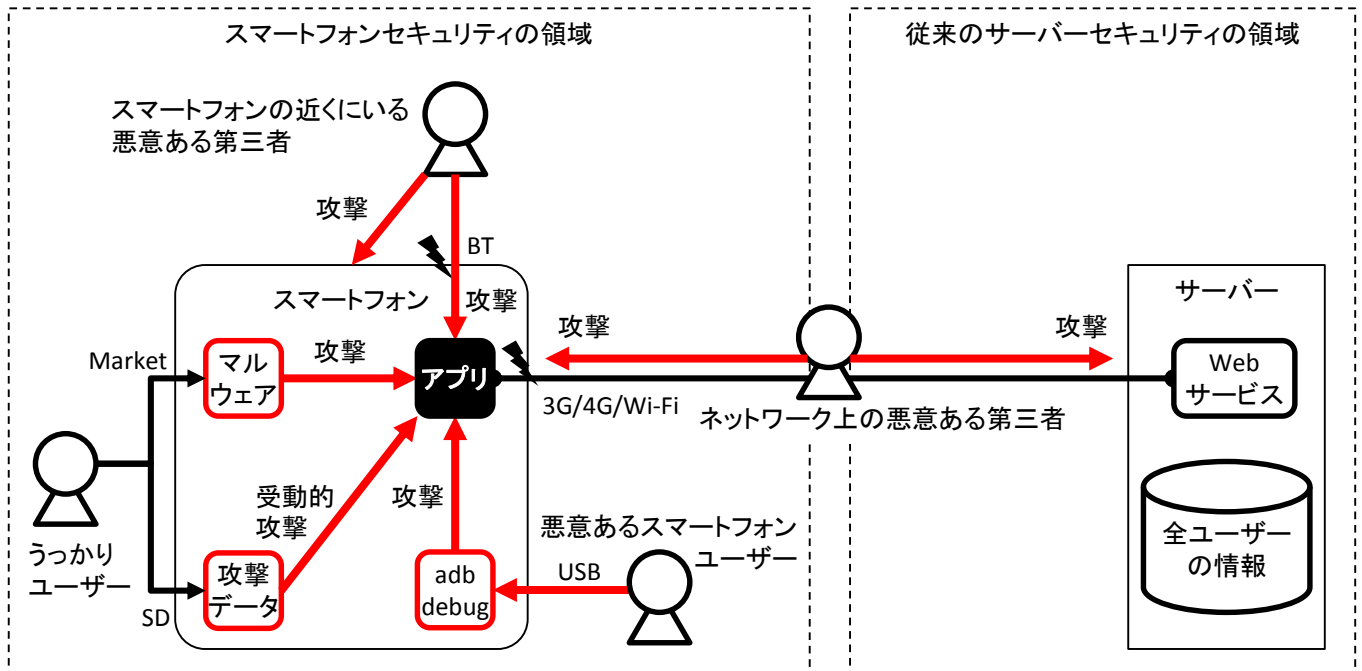 スマートフォンセキュリティの領域
従来のサーバーセキュリティの領域
スマートフォンの近くにいる
悪意ある第三者
攻撃
BT
スマートフォン
攻撃
サーバー
Market
マル
ウェア
攻撃
アプリ
攻撃
攻撃
3G/4G/Wi-Fi
ネットワーク上の悪意ある第三者
Web
サービス
うっかり
ユーザー
受動的
攻撃
攻撃
SD
攻撃
データ
adb
debug
USB
悪意あるスマートフォン
ユーザー
全ユーザー
の情報